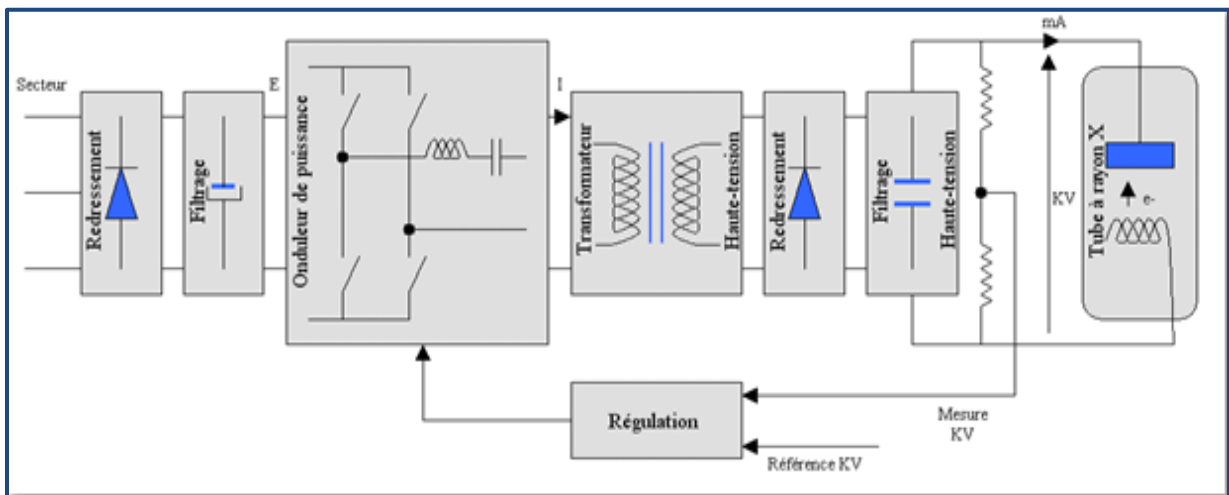 Secteur
Redressement
Filtrage
E
Onduleur de puissance
I
Transformateur
Haute-tension
Redressement
Filtrage
Haute-tension
mA
KV
Tube à rayon X
e-
Régulation
Mesure
KV
Référence KV